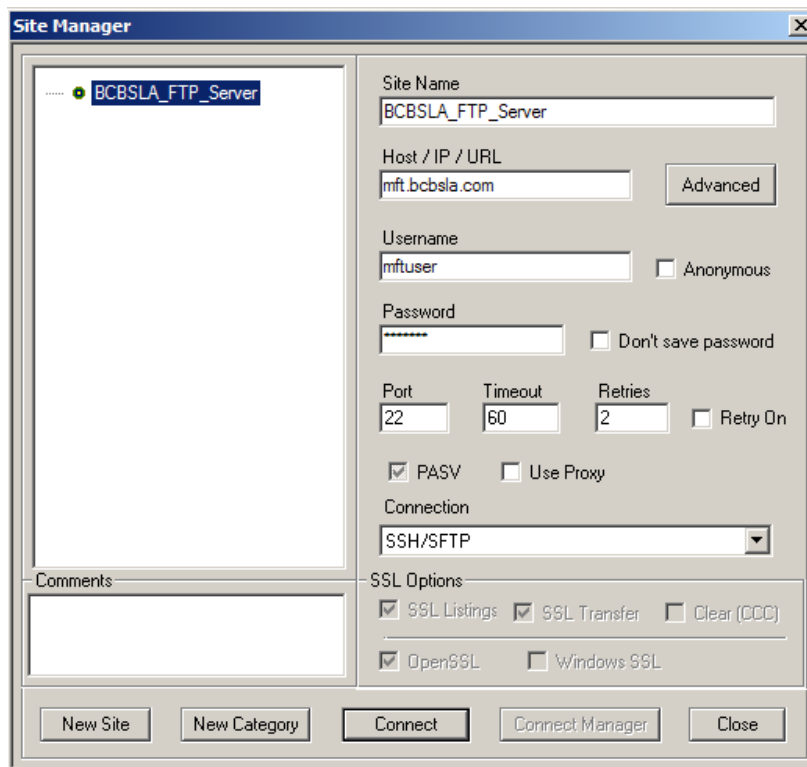 Site Manager
BCBSLA_FTP_Server
Site Name
BCBSLA_FTP_Server
Host / IP / URL
mft.bcbsla.com
Advanced
Username
mftuser
Anonymous
Password
*******
Don't save password
Port Timeout Retries
22 60 2 Retry On
PASV Use Proxy
Connection
SSH/SFTP
Comments
SSL Options
SSL Listings SSL Transfer Clear (CCC)
OpenSSL Windows SSL
New Site New Category Connect Connect Manager Close